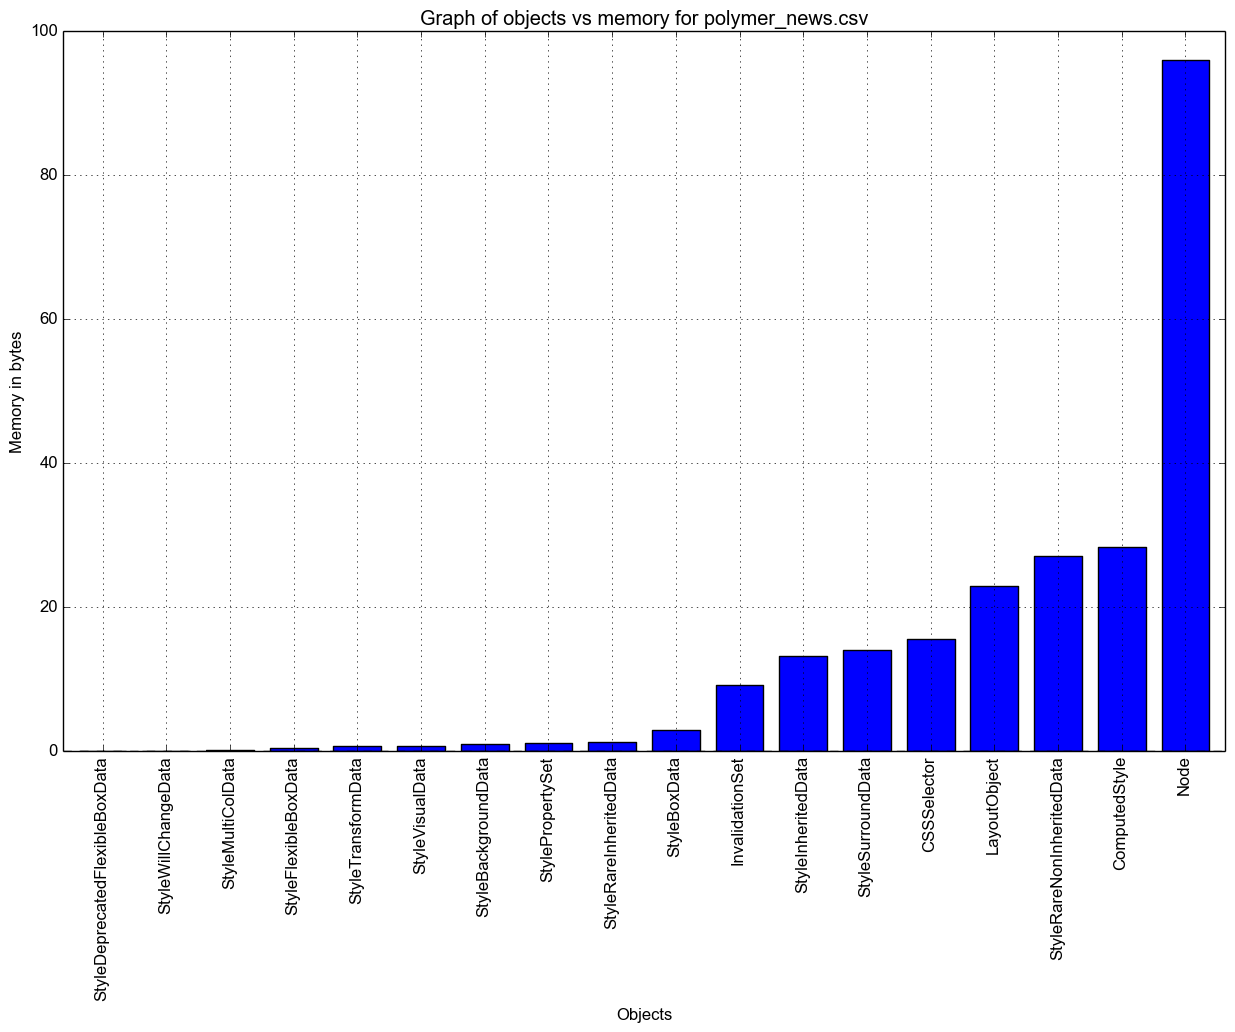 Graph of objects vs memory for polymer_news.csv
100
80
60
40
20
0
Memory in bytes
StyleDeprecatedFlexibleBoxData
StyleWillChangeData
StyleMultiColData
StyleFlexibleBoxData
StyleTransformData
StyleVisualData
StyleBackgroundData
StylePropertySet
StyleRareInheritedData
StyleBoxData
InvalidationSet
StyleInheritedData
StyleSurroundData
CSSSelector
LayoutObject
StyleRareNonInheritedData
ComputedStyle
Node
Objects